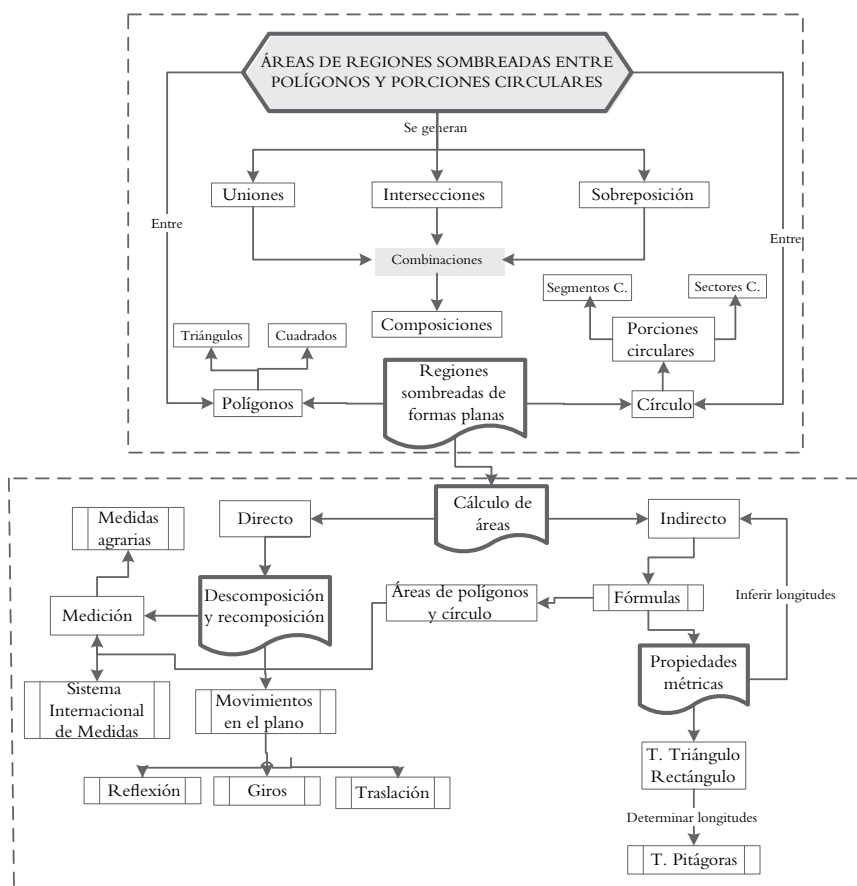 ÁREAS DE REGIONES SOMBREADAS ENTRE
POLÍGONOS Y PORCIONES CIRCULARES
Se generan
Uniones
Intersecciones
Sobreposición
Entre
Entre
Combinaciones
Segmentos C.
Sectores C.
Composiciones
Porciones
circulares
Triángulos
Cuadrados
Regiones
sombreadas de
formas planas
Polígonos
Círculo
Cálculo de
áreas
Directo
Indirecto
Medidas
agrarias
Descomposición
y recomposición
Áreas de polígonos
y círculo
Fórmulas
Inferir longitudes
Medición
Propiedades
métricas
Sistema
Internacional
de Medidas
Movimientos
en el plano
T. Triángulo
Rectángulo
Reflexión
Giros
Traslación
Determinar longitudes
T. Pitágoras